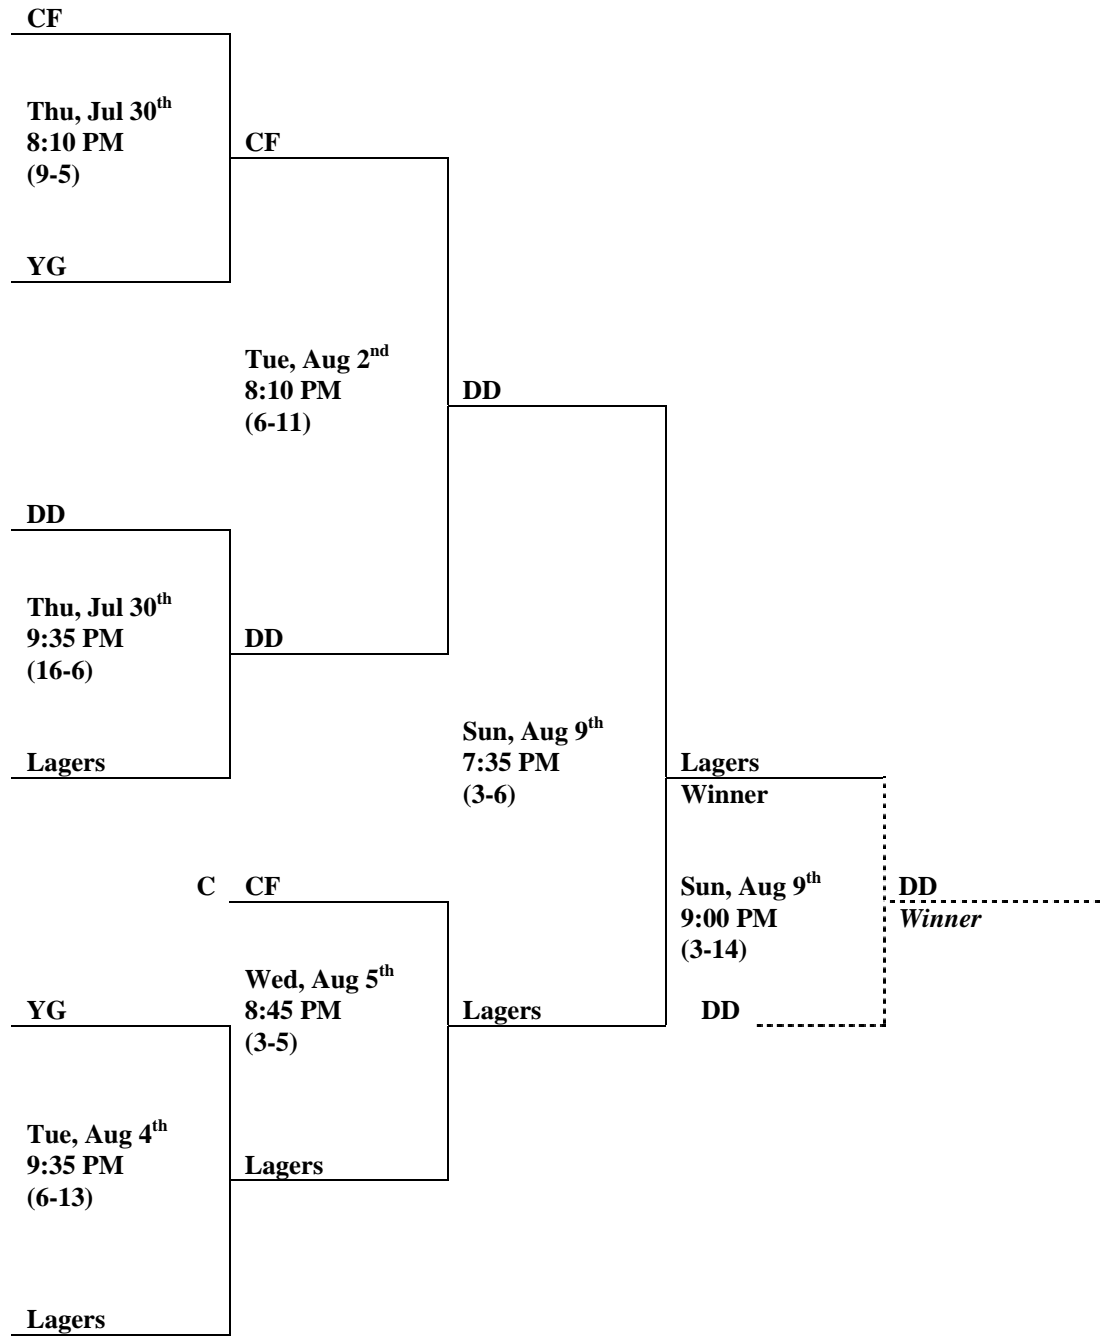 CF
Thu, Jul 30th
8:10 PM
(9-5)
CF
YG
Tue, Aug 2nd
8:10 PM
(6-11)
DD
DD
Thu, Jul 30th
9:35 PM
(16-6)
DD
Lagers
Sun, Aug 9th
7:35 PM
(3-6)
Lagers
Winner
C CF
Sun, Aug 9th
9:00 PM
(3-14)
DD
Winner
Wed, Aug 5th
8:45 PM
(3-5)
YG
Lagers
DD
Tue, Aug 4th
9:35 PM
(6-13)
Lagers
Lagers